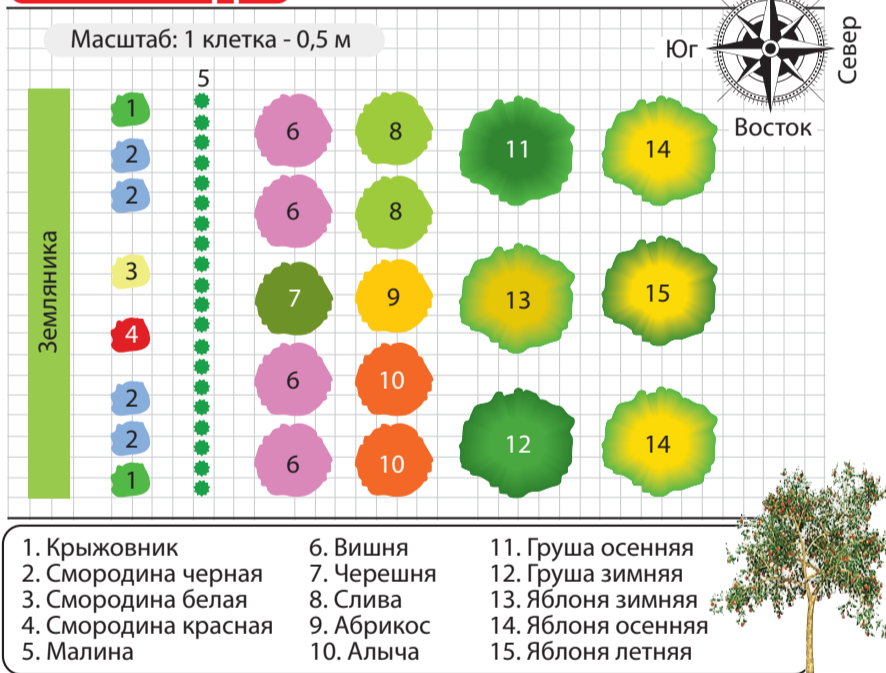 Масштаб: 1 клетка - 0,5 м
Юг
Север
Восток
5
1
6
8
11
14
2
2
6
8
Земляника
3
7
9
13
15
4
6
10
2
2
6
10
12
14
1
1. Крыжовник
2. Смородина черная
3. Смородина белая
4. Смородина красная
5. Малина
6. Вишня
7. Черешня
8. Слива
9. Абрикос
10. Алыча
11. Груша осенняя
12. Груша зимняя
13. Яблоня зимняя
14. Яблоня осенняя
15. Яблоня летняя